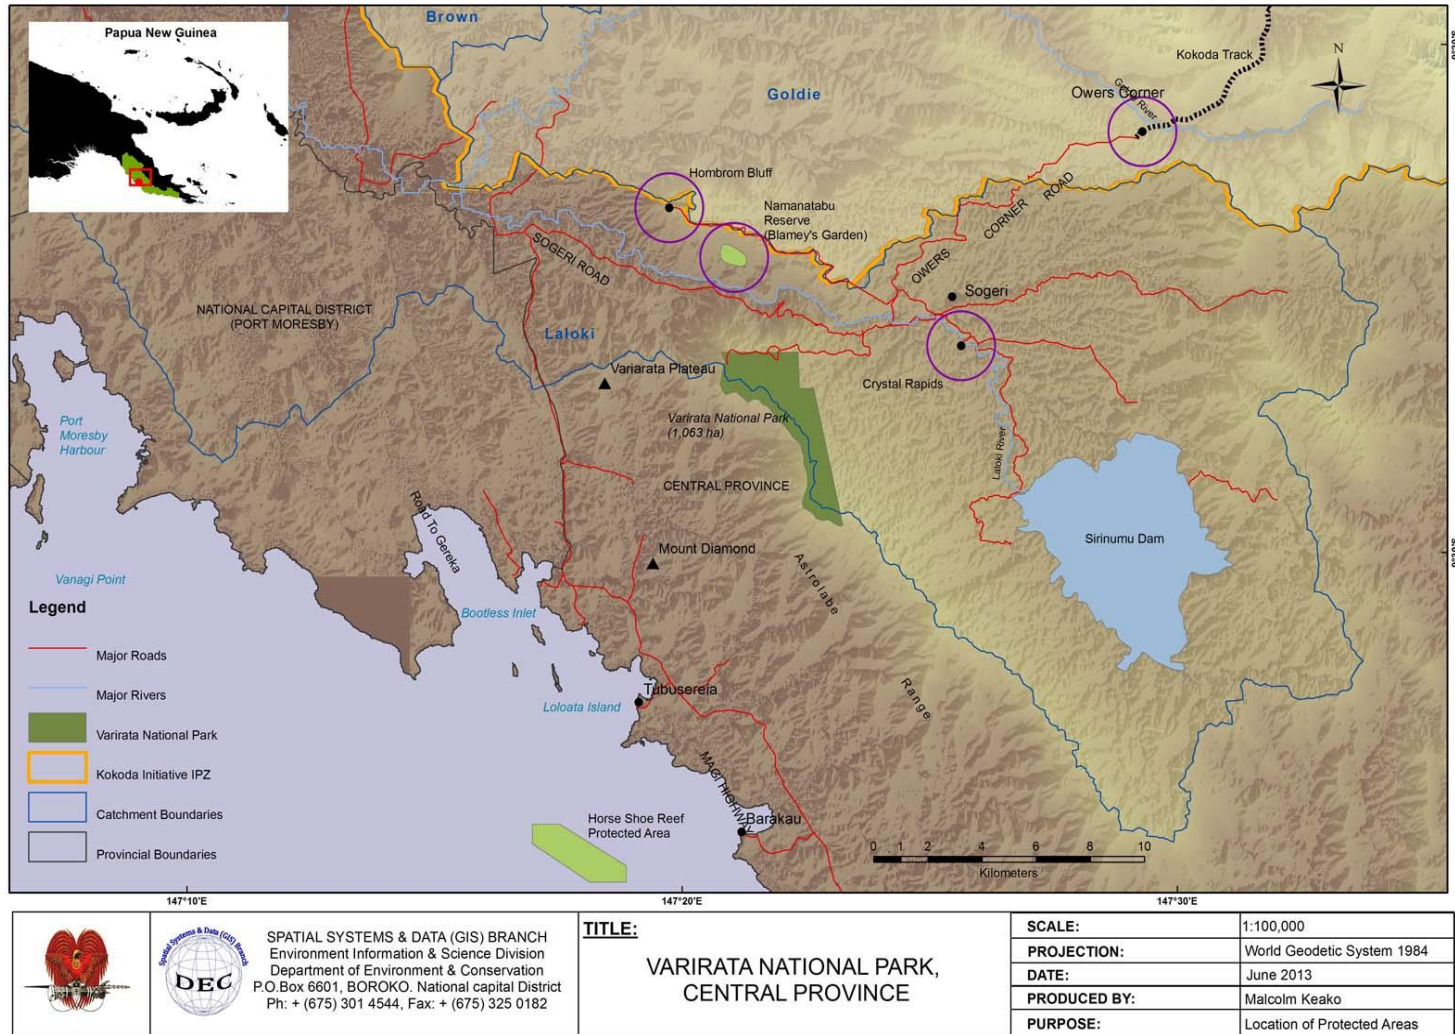 Papua New Guinea
Brown
Goldie
Kokoda Track
N
Owers Corner
Goldie River
Hombrom Bluff
Namanatabu
Reserve
(Blamey's Garden)
OWERS CORNER ROAD
SOGERI ROAD
Sogeri
NATIONAL CAPITAL DISTRICT
(PORT MORESBY)
Laloki
Variarata Plateau
Crystal Rapids
Varirata National Park
(1,063 ha)
Port
Moresby
Harbour
Laloki River
CENTRAL PROVINCE
Road To Gereka
Sirinumu Dam
Mount Diamond
Astrolabe Range
Vanagi Point
Bootless Inlet
Tubusereia
Loloata Island
MAGI HIGHWAY
Barakau
Horse Shoe Reef
Protected Area
Legend
Major Roads
Major Rivers
Varirata National Park
Kokoda Initiative IPZ
Catchment Boundaries
Provincial Boundaries
0 1 2 4 6 8 10
Kilometers
147°10'E 147°20'E 147°30'E
Spatial Systems & Data (GIS) Branch
DEC
SPATIAL SYSTEMS & DATA (GIS) BRANCH
Environment Information & Science Division
Department of Environment & Conservation
P.O.Box 6601, BOROKO. National capital District
Ph: + (675) 301 4544, Fax: + (675) 325 0182
TITLE:
VARIRATA NATIONAL PARK,
CENTRAL PROVINCE
SCALE: 1:100,000
PROJECTION: World Geodetic System 1984
DATE: June 2013
PRODUCED BY: Malcolm Keako
PURPOSE: Location of Protected Areas